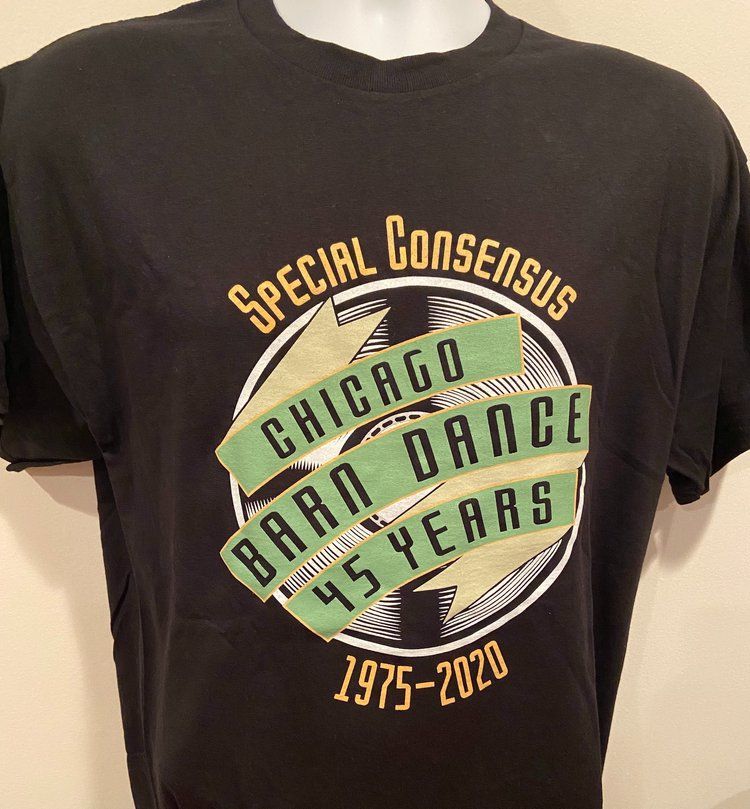 SPECIAL CONSENSUS
CHICAGO
BARN DANCE
45 YEARS
1975-2020